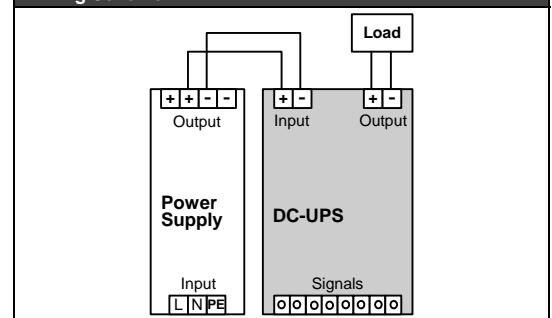 Load
+ + - -
+ -
+ -
Output
Input
Output
Power
Supply
DC-UPS
Input
Signals
L N PE